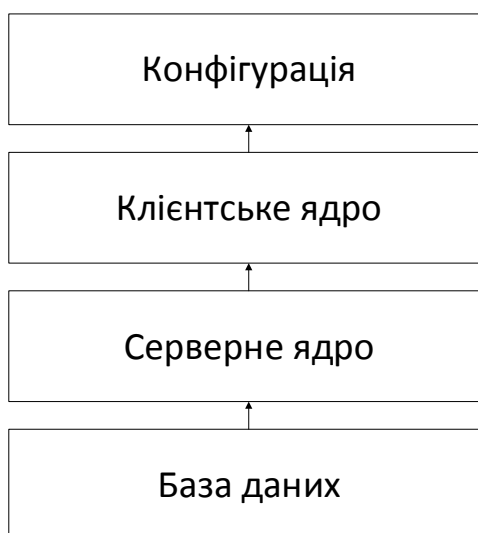 Конфігурація
Клієнтське ядро
Серверне ядро
База даних